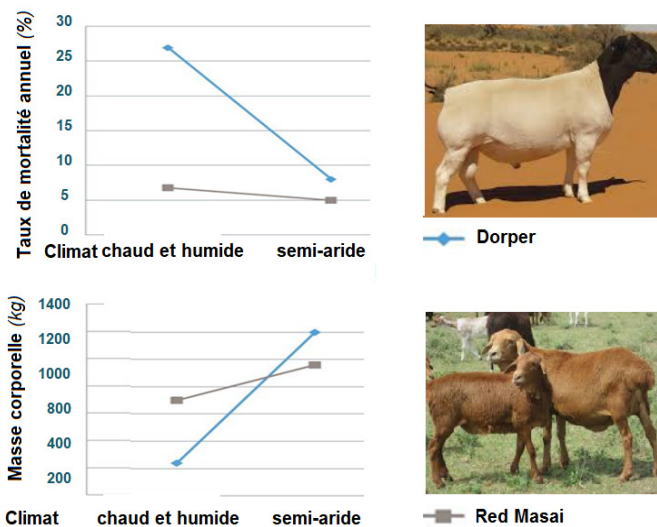 Taux de mortalité annuel (%)
30
25
20
15
10
5
0
Climat chaud et humide semi-aride
Dorper
Masse corporelle (kg)
1400
1200
1000
800
400
200
Climat chaud et humide semi-aride
Red Masai